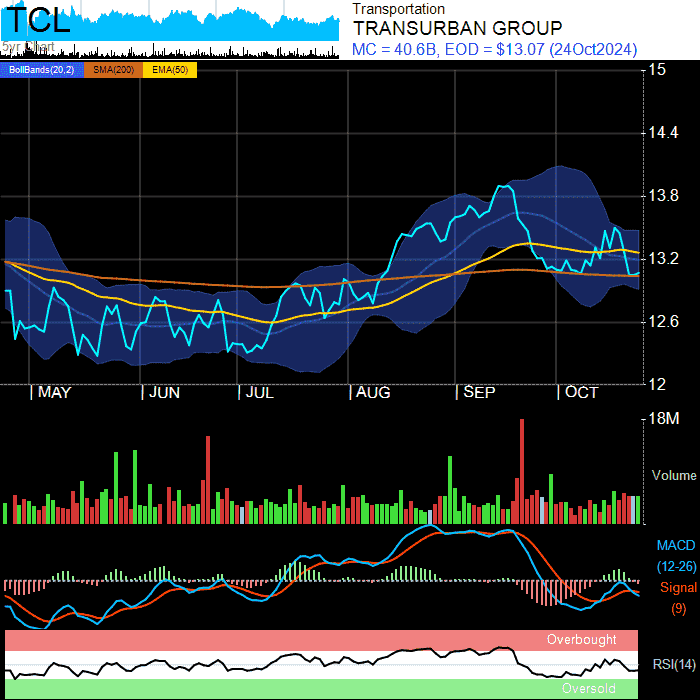 TCL
5yr Chart
Transportation
TRANSURBAN GROUP
MC = 40.6B, EOD = $13.07 (24Oct2024)
BollBands(20,2) SMA(200) EMA(50)
15
14.4
13.8
13.2
12.6
12
MAY JUN JUL AUG SEP OCT
18M
Volume
MACD
(12-26)
Signal
(9)
Overbought
RSI(14)
Oversold